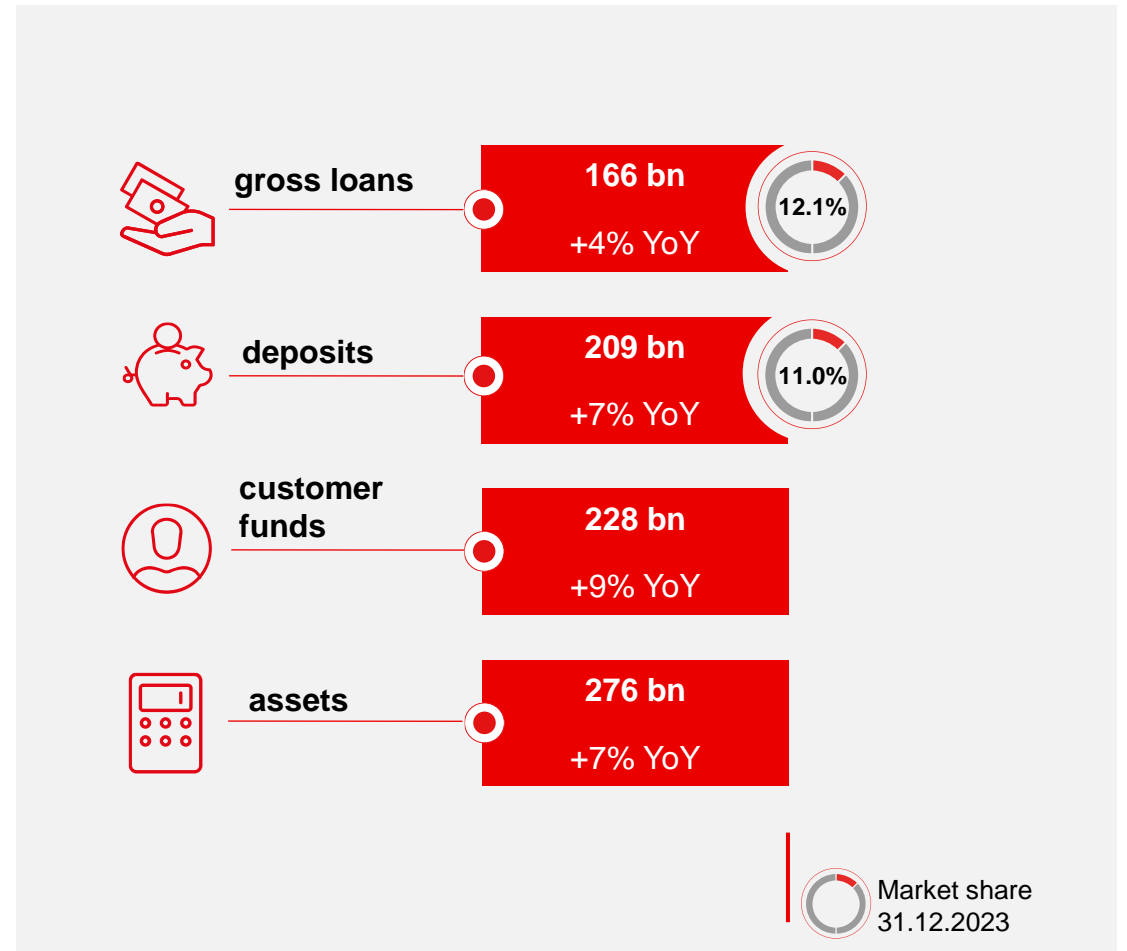 gross loans
166 bn
+4% YoY
12.1%
deposits
209 bn
+7% YoY
11.0%
customer
funds
228 bn
+9% YoY
assets
276 bn
+7% YoY
Market share
31.12.2023